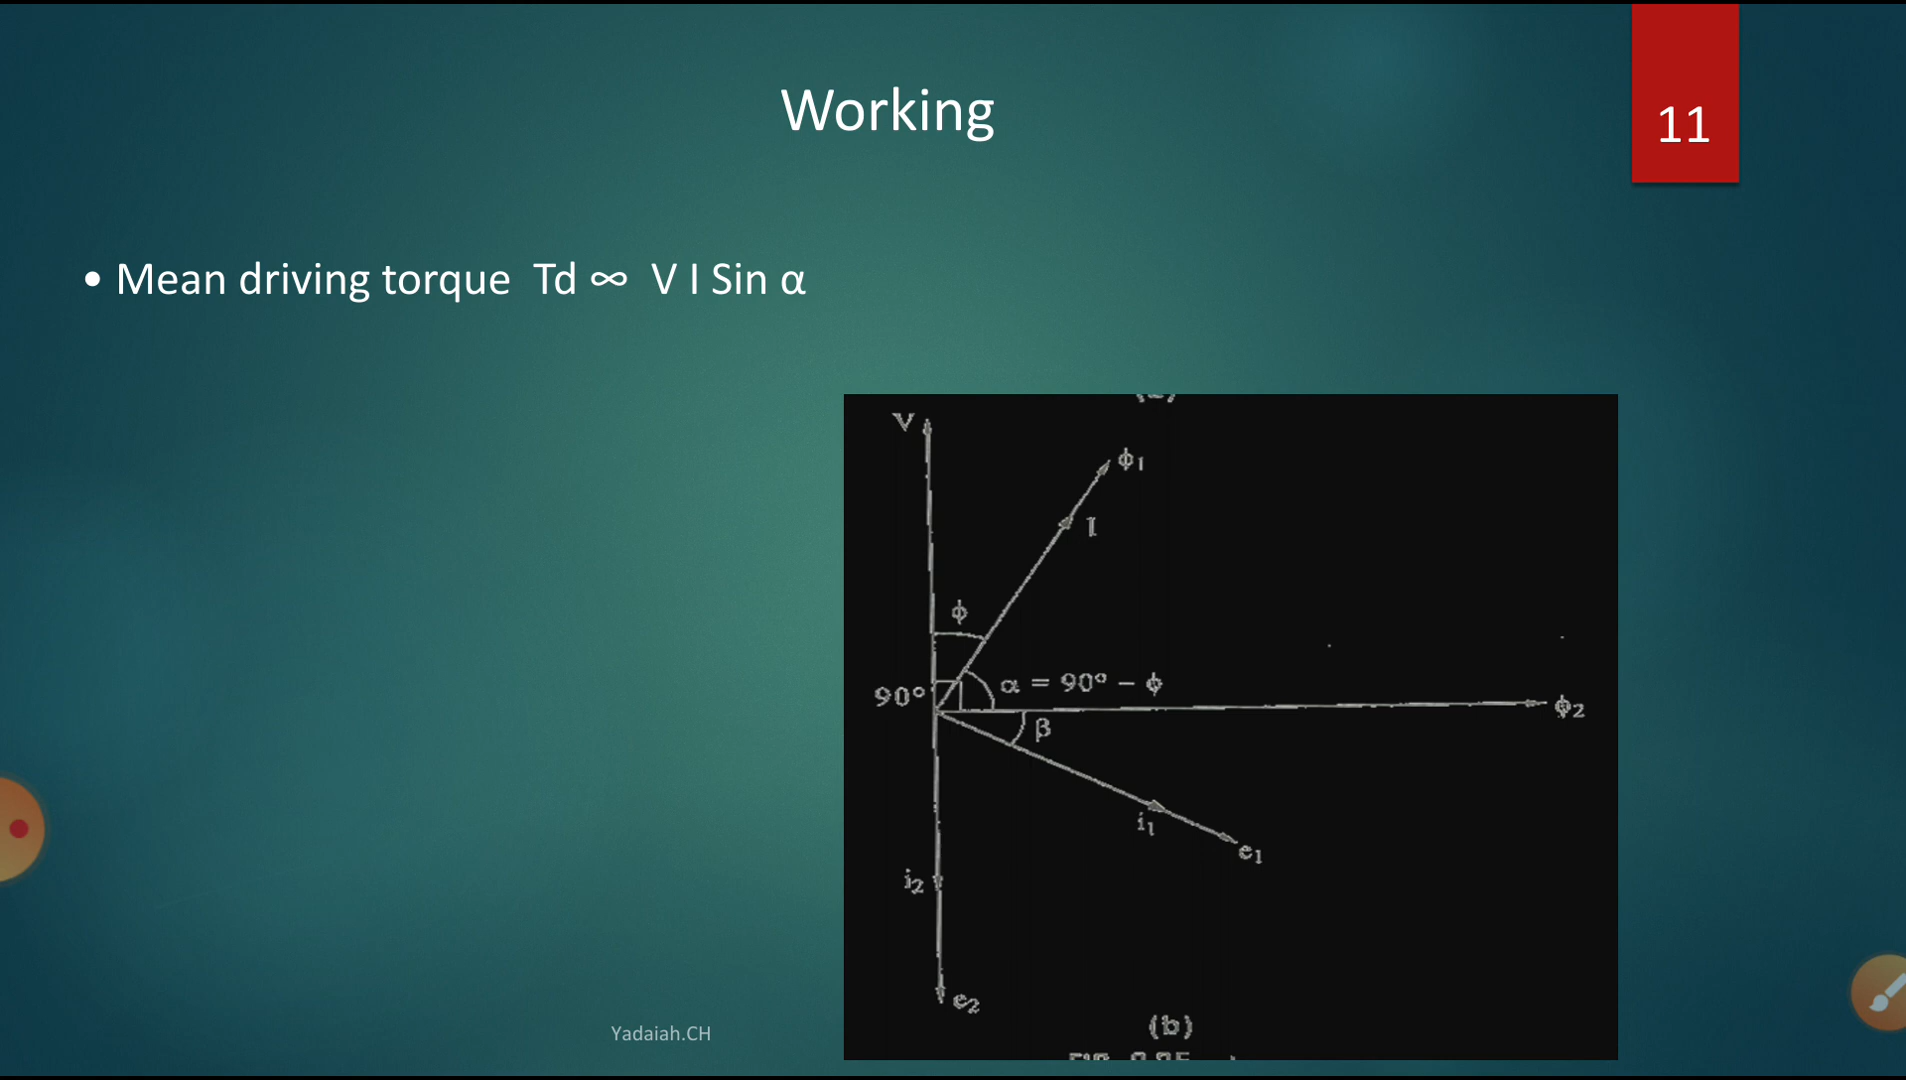 Working
11
• Mean driving torque Td ∞ V I Sin α
V
ϕ1
I
ϕ
90°
α = 90° – ϕ
ϕ2
β
i1
e1
i2
e2
(b)
Yadaiah.CH